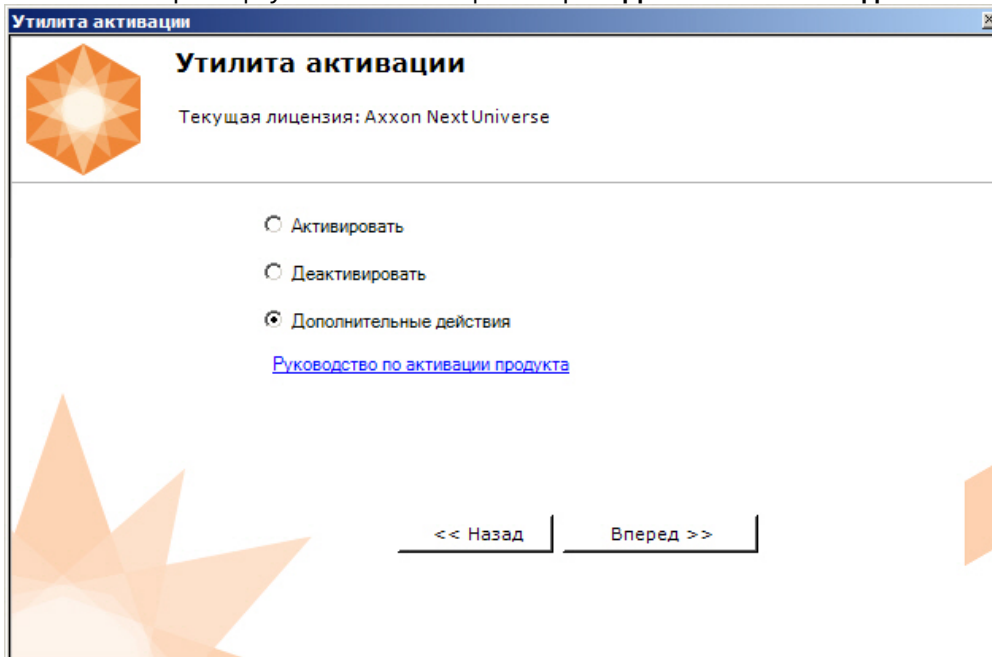 Утилита активации
Утилита активации
Текущая лицензия: Axxon Next Universe
Активировать
Деактивировать
Дополнительные действия
Руководство по активации продукта
<< Назад
Вперед >>